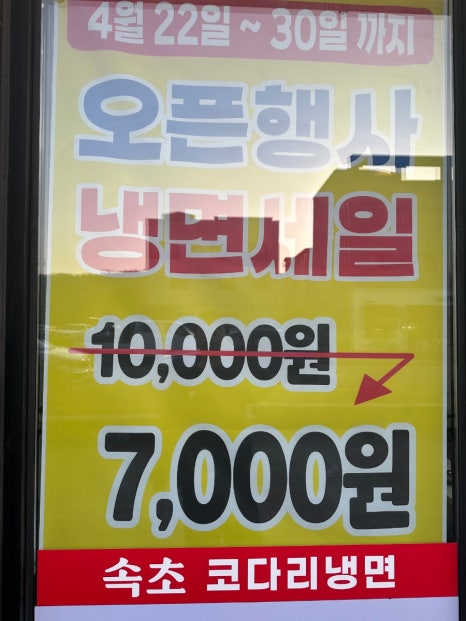 4월 22일 ~ 30일 까지
오픈행사
냉면세일
10,000원
7,000원
속초 코다리냉면